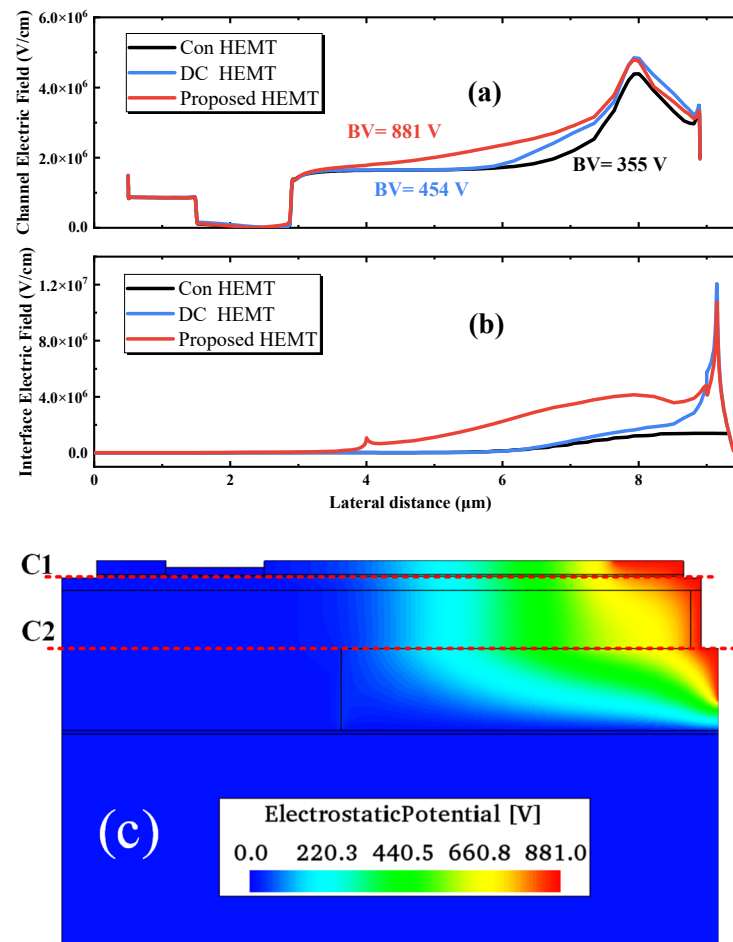 6.0×10⁶
4.0×10⁶
2.0×10⁶
0.0
Channel Electric Field (V/cm)
Con HEMT
DC HEMT
Proposed HEMT
(a)
BV= 881 V
BV= 355 V
BV= 454 V
1.2×10⁷
8.0×10⁶
4.0×10⁶
0.0
Interface Electric Field (V/cm)
Con HEMT
DC HEMT
Proposed HEMT
(b)
0 2 4 6 8
Lateral distance (μm)
C1
C2
(c)
ElectrostaticPotential [V]
0.0 220.3 440.5 660.8 881.0